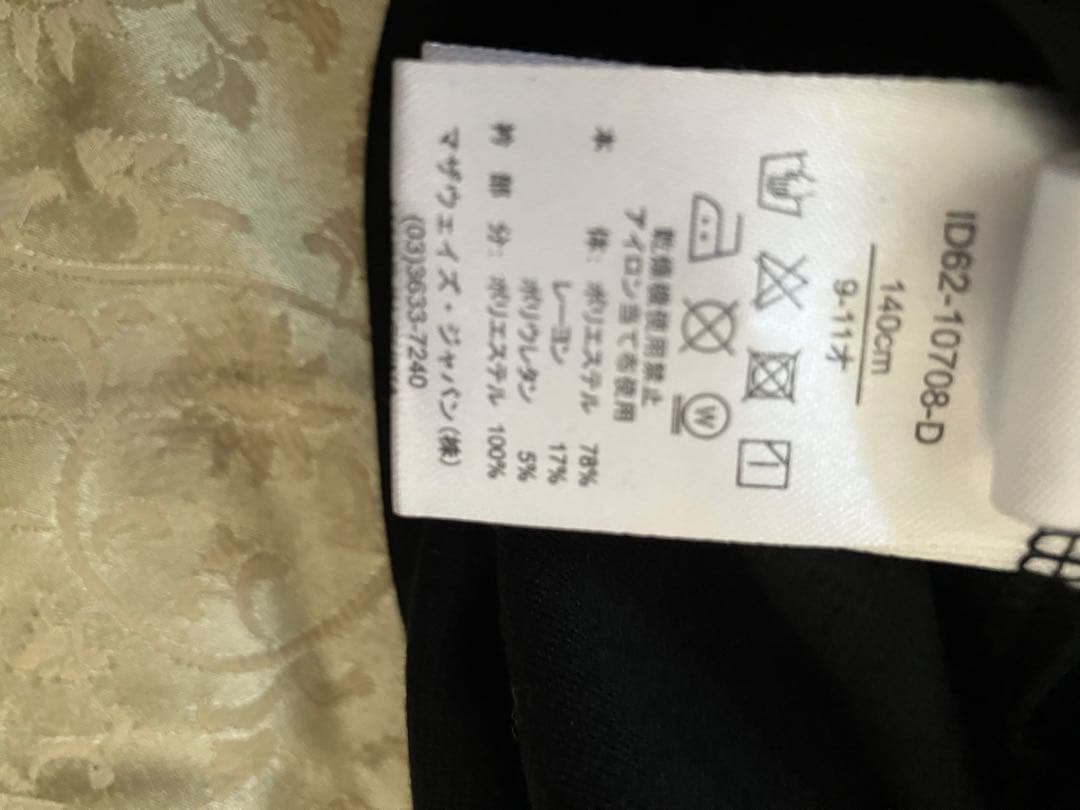 ID62-10708-D
140cm
9-11才
W
乾燥機使用禁止
アイロン当て布使用
本 体: ポリエステル 78%
レーヨン 17%
ポリウレタン 5%
衿 部 分: ポリエステル 100%
マザウェイズ・ジャパン(株)
(03)3633-7240